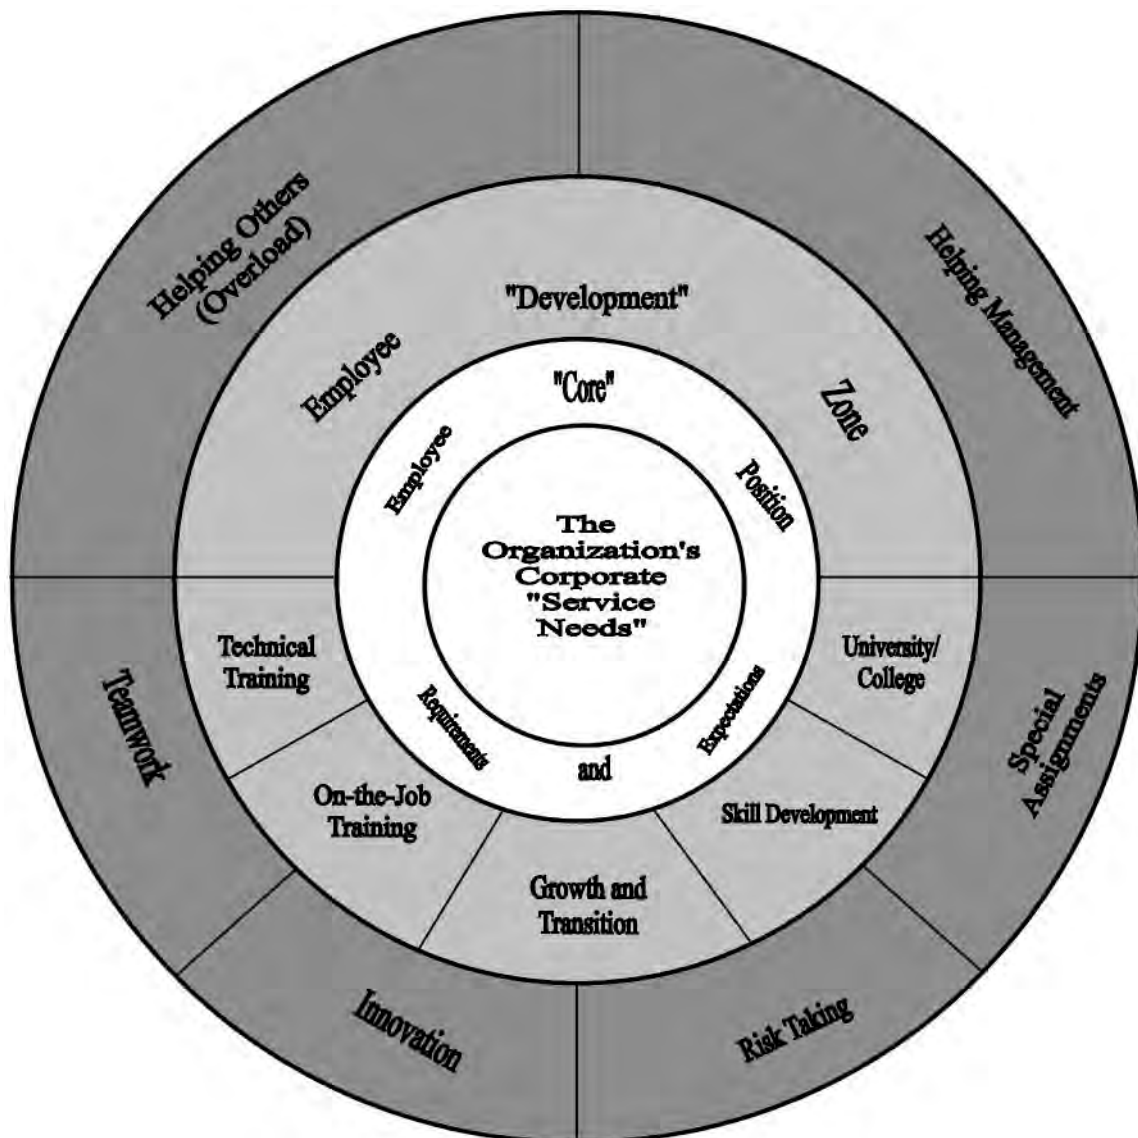 Helping Others
(Overload)
Helping Management
"Development"
Employee
Zone
"Core"
Employee
Position
The
Organization's
Corporate
"Service
Needs"
Requirements
and
Expectations
Technical
Training
On-the-Job
Training
Growth and
Transition
Skill Development
University/
College
Teamwork
Innovation
Risk Taking
Special
Assignments